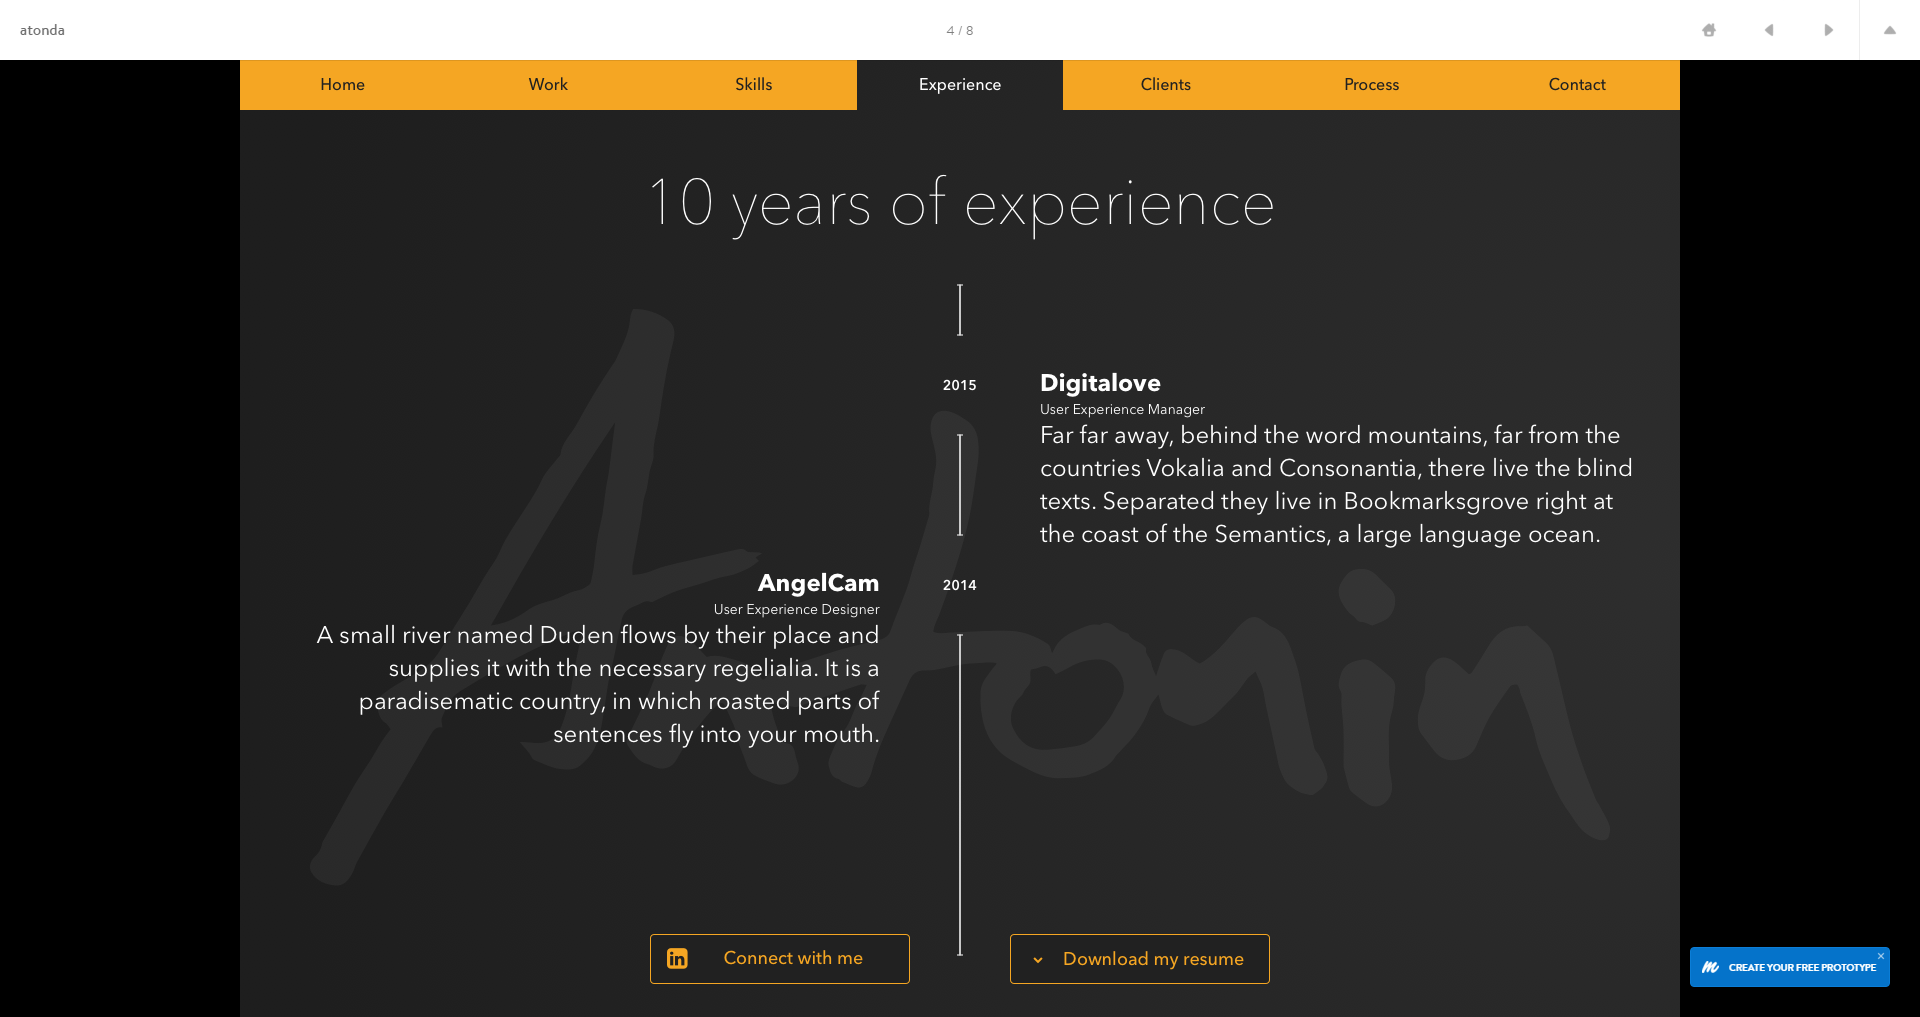 atonda
4 / 8
Home
Work
Skills
Experience
Clients
Process
Contact
10 years of experience
2015
Digitalove
User Experience Manager
Far far away, behind the word mountains, far from the
countries Vokalia and Consonantia, there live the blind
texts. Separated they live in Bookmarksgrove right at
the coast of the Semantics, a large language ocean.
AngelCam
User Experience Designer
2014
A small river named Duden flows by their place and
supplies it with the necessary regelialia. It is a
paradisematic country, in which roasted parts of
sentences fly into your mouth.
Antonin
in
Connect with me
Download my resume
CREATE YOUR FREE PROTOTYPE